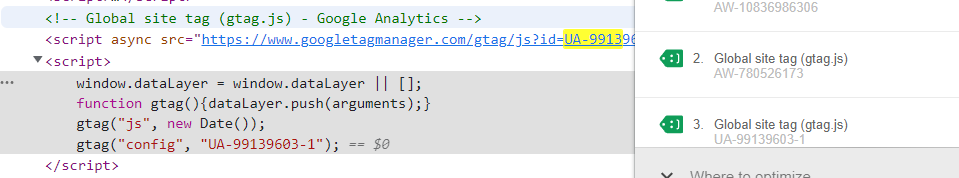 <!-- Global site tag (gtag.js) - Google Analytics -->
<script async src="https://www.googletagmanager.com/gtag/js?id=UA-991396
<script>
window.dataLayer = window.dataLayer || [];
function gtag(){dataLayer.push(arguments);}
gtag("js", new Date());
gtag("config", "UA-99139603-1"); == $0
</script>
AW-10836986306
2. Global site tag (gtag.js)
AW-780526173
3. Global site tag (gtag.js)
UA-99139603-1
Where to optimize